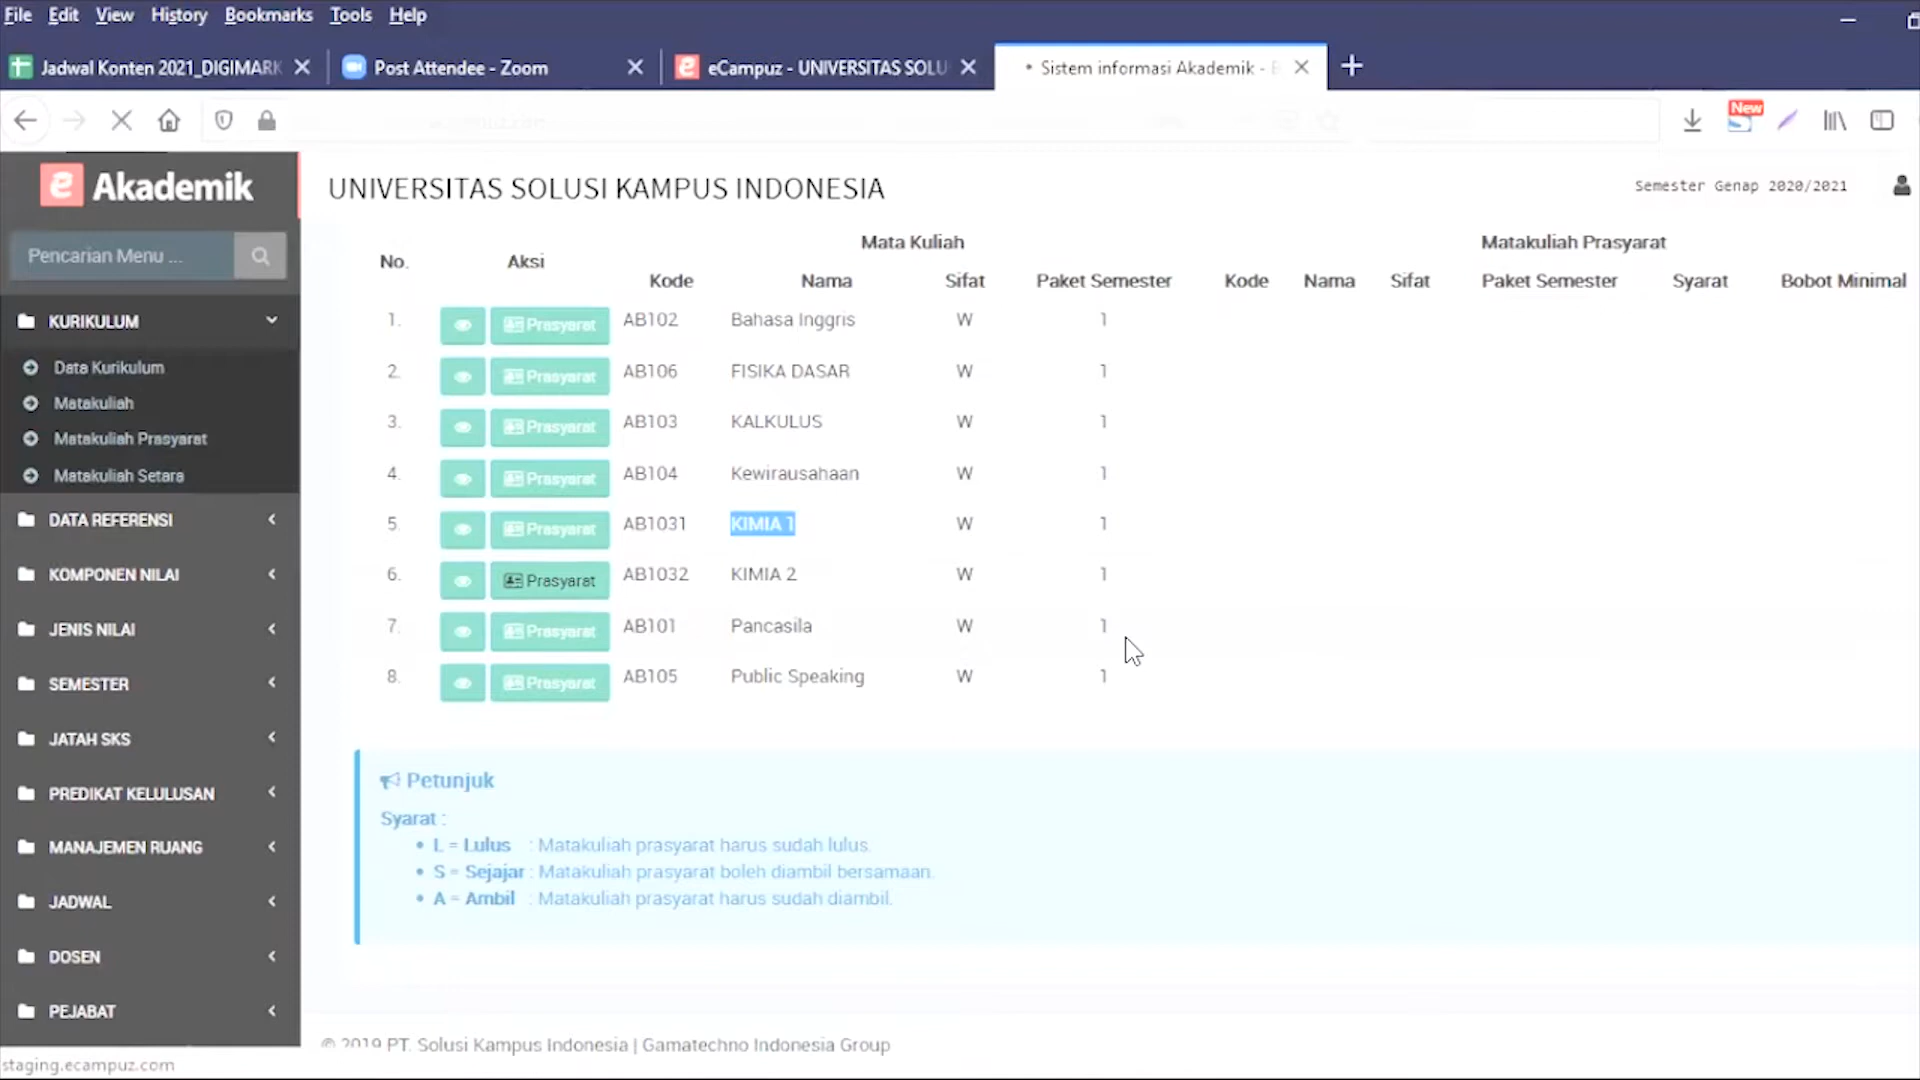 File Edit View History Bookmarks Tools Help
Jadwal Konten 2021_DIGIMARK
Post Attendee - Zoom
eCampuz - UNIVERSITAS SOLU
Sistem informasi Akademik -
New
e Akademik
UNIVERSITAS SOLUSI KAMPUS INDONESIA
Semester Genap 2020/2021
Pencarian Menu ...
KURIKULUM
Data Kurikulum
Matakuliah
Matakuliah Prasyarat
Matakuliah Setara
DATA REFERENSI
KOMPONEN NILAI
JENIS NILAI
SEMESTER
JATAH SKS
PREDIKAT KELULUSAN
MANAJEMEN RUANG
JADWAL
DOSEN
PEJABAT
No. Aksi Mata Kuliah Matakuliah Prasyarat
Kode Nama Sifat Paket Semester Kode Nama Sifat Paket Semester Syarat Bobot Minimal
1. Prasyarat AB102 Bahasa Inggris W 1
2. Prasyarat AB106 FISIKA DASAR W 1
3. Prasyarat AB103 KALKULUS W 1
4. Prasyarat AB104 Kewirausahaan W 1
5. Prasyarat AB1031 KIMIA 1 W 1
6. Prasyarat AB1032 KIMIA 2 W 1
7. Prasyarat AB101 Pancasila W 1
8. Prasyarat AB105 Public Speaking W 1
Petunjuk
Syarat :
• L = Lulus : Matakuliah prasyarat harus sudah lulus.
• S = Sejajar : Matakuliah prasyarat boleh diambil bersamaan.
• A = Ambil : Matakuliah prasyarat harus sudah diambil.
© 2019 PT. Solusi Kampus Indonesia | Gamatechno Indonesia Group
staging.ecampuz.com